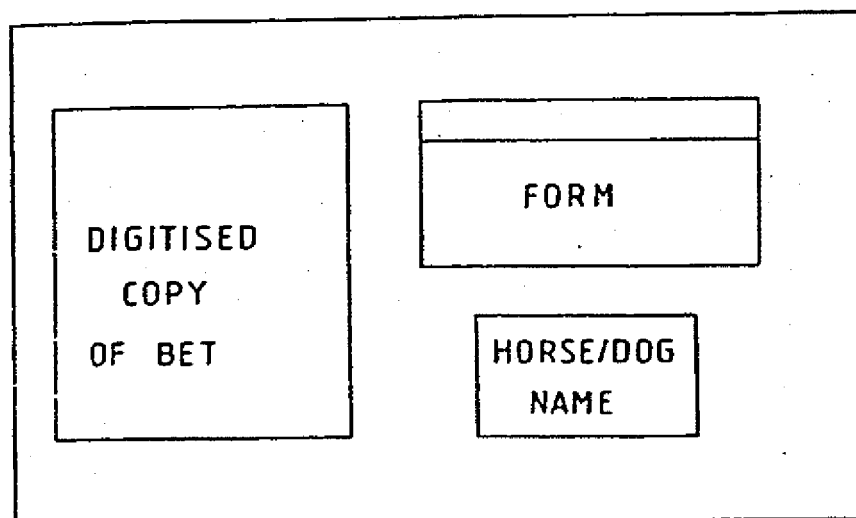 DIGITISED
COPY
OF BET
FORM
HORSE/DOG
NAME